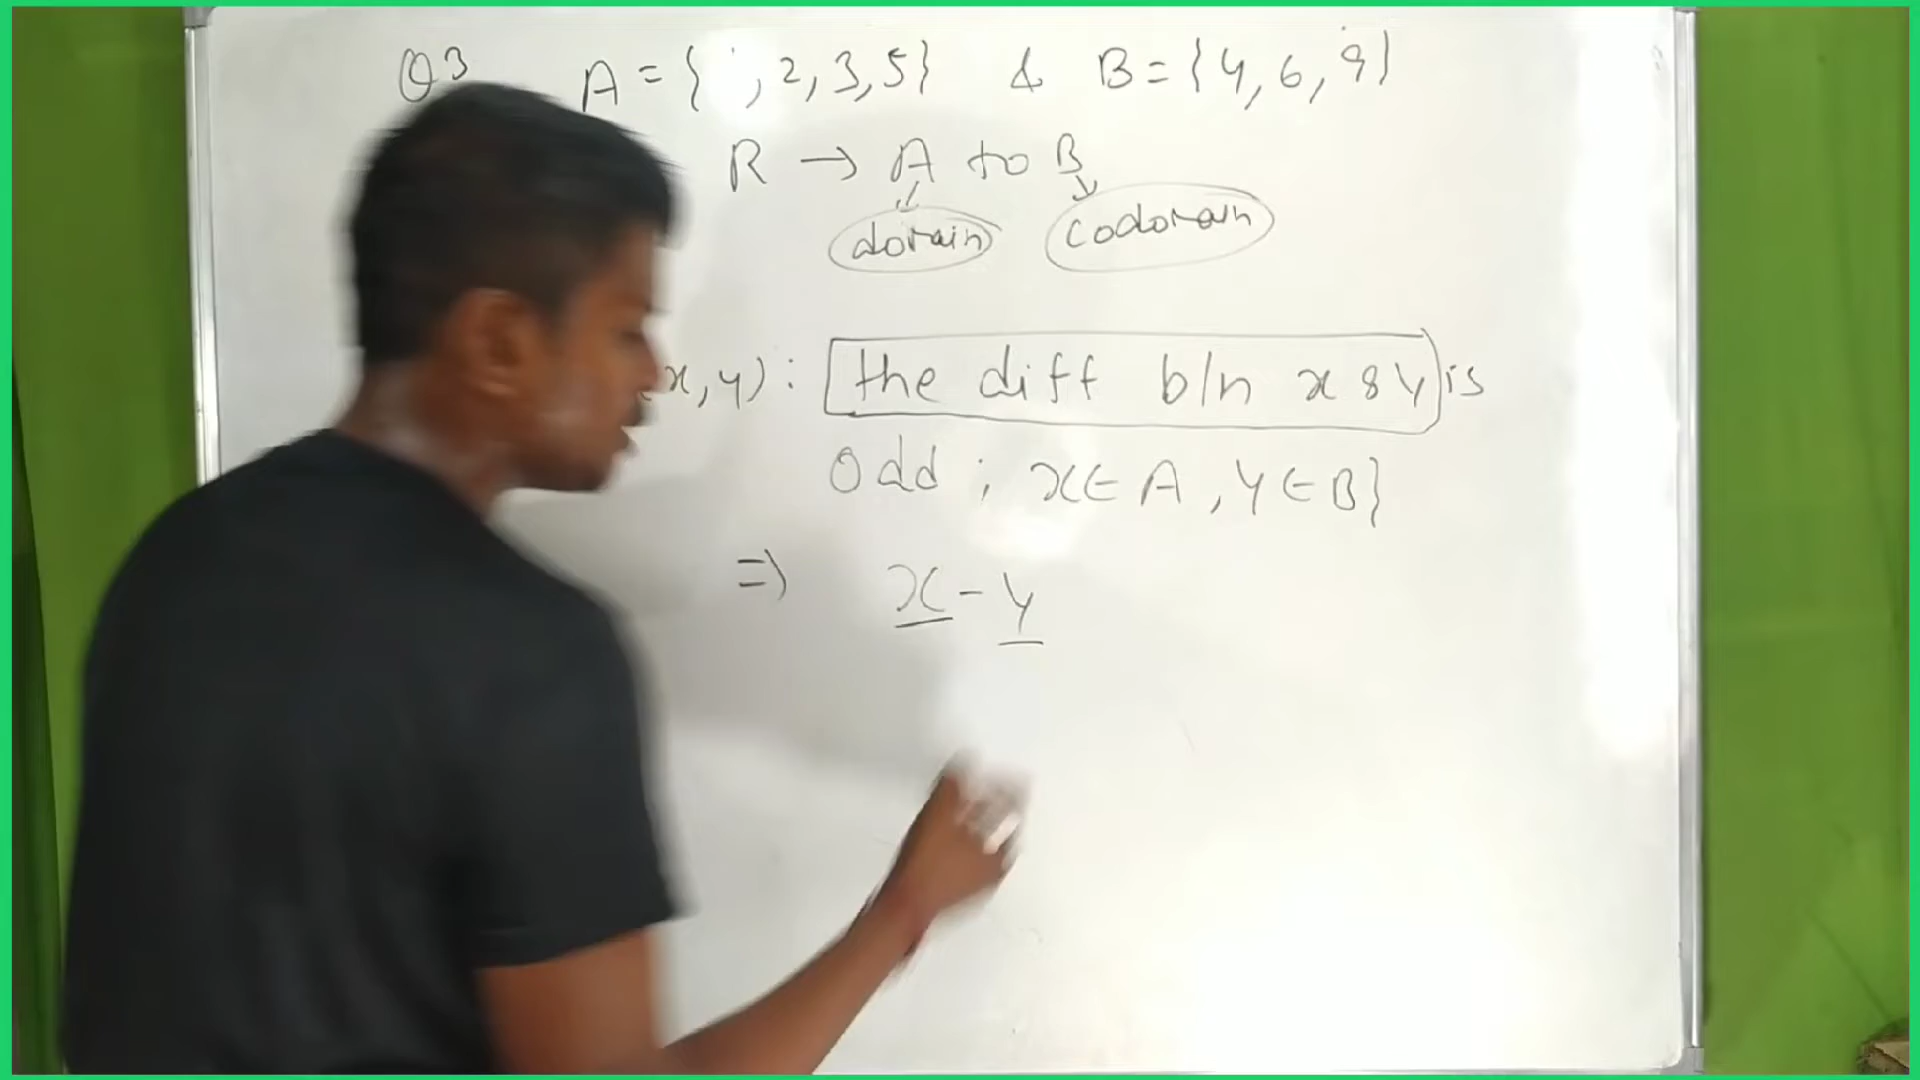 Q3 A = { , 2, 3, 5} & B = {4, 6, 9}
R → A to B
domain codomain
x, y) : the diff b/n x & y is
odd ; x ∈ A , y ∈ B}
⇒ x - y